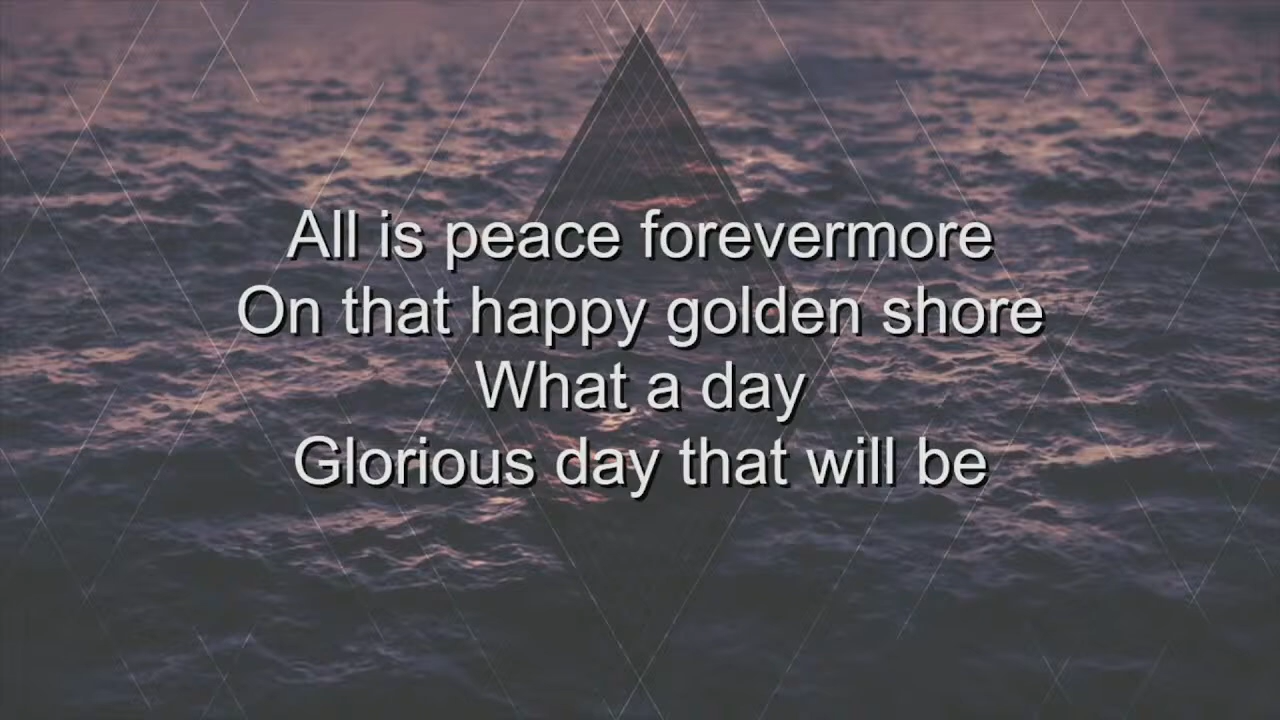 All is peace forevermore
On that happy golden shore
What a day
Glorious day that will be